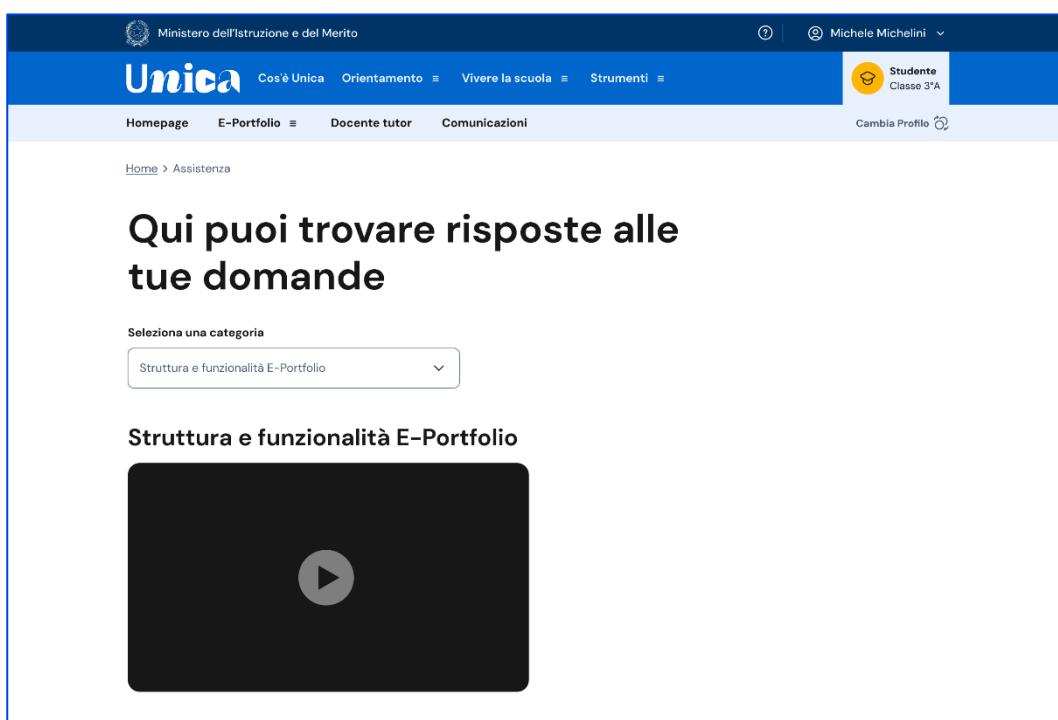 Ministero dell'Istruzione e del Merito
Michele Michelini
Unica
Cos'è Unica Orientamento Vivere la scuola Strumenti
Studente
Classe 3ªA
Homepage E-Portfolio Docente tutor Comunicazioni
Cambia Profilo
Home > Assistenza
Qui puoi trovare risposte alle
tue domande
Seleziona una categoria
Struttura e funzionalità E-Portfolio
Struttura e funzionalità E-Portfolio